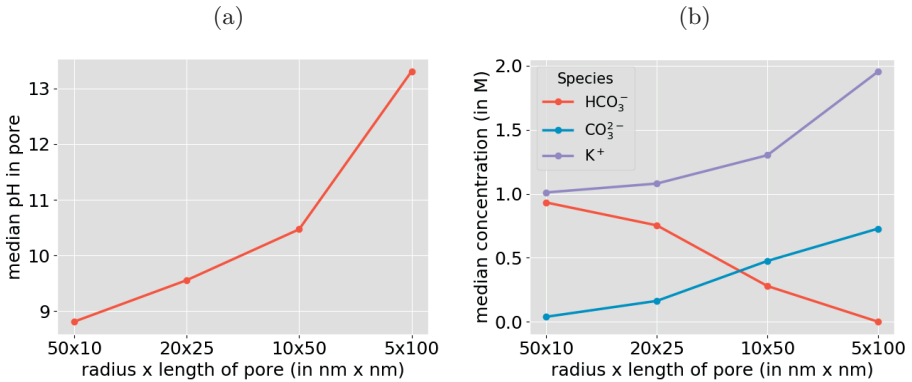 (a)
13
12
11
10
9
median pH in pore
50x10 20x25 10x50 5x100
radius x length of pore (in nm x nm)
(b)
2.0
1.5
1.0
0.5
0.0
median concentration (in M)
Species
HCO₃⁻
CO₃²⁻
K⁺
50x10 20x25 10x50 5x100
radius x length of pore (in nm x nm)